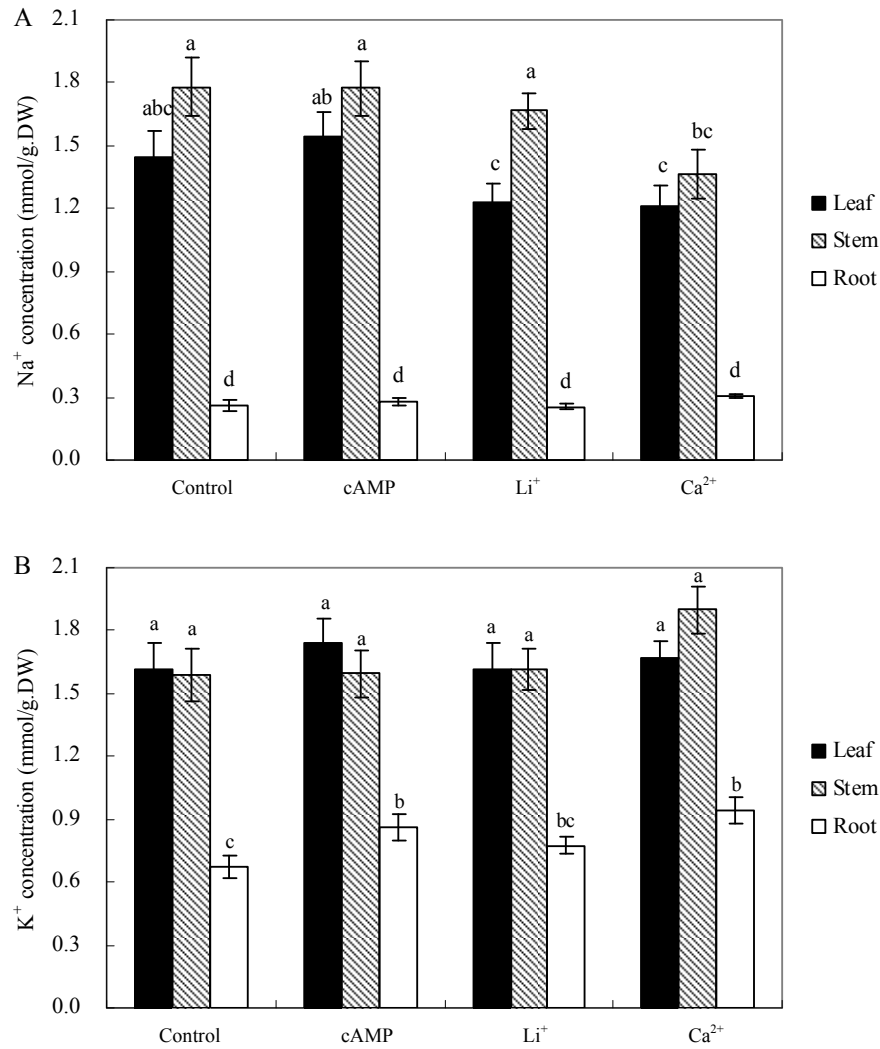 A
2.1
1.8
1.5
1.2
0.9
0.6
0.3
0.0
Na⁺ concentration (mmol/g.DW)
abc
a
d
ab
a
d
c
a
d
c
bc
d
Control
cAMP
Li⁺
Ca²⁺
Leaf
Stem
Root
B
2.1
1.8
1.5
1.2
0.9
0.6
0.3
0.0
K⁺ concentration (mmol/g.DW)
a
a
c
a
a
b
a
a
bc
a
a
b
Control
cAMP
Li⁺
Ca²⁺
Leaf
Stem
Root